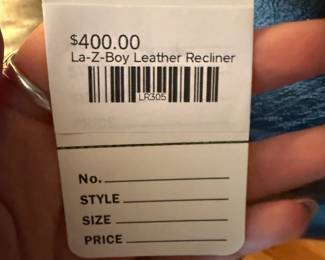 $400.00
La-Z-Boy Leather Recliner
LR305
No.
STYLE
SIZE
PRICE